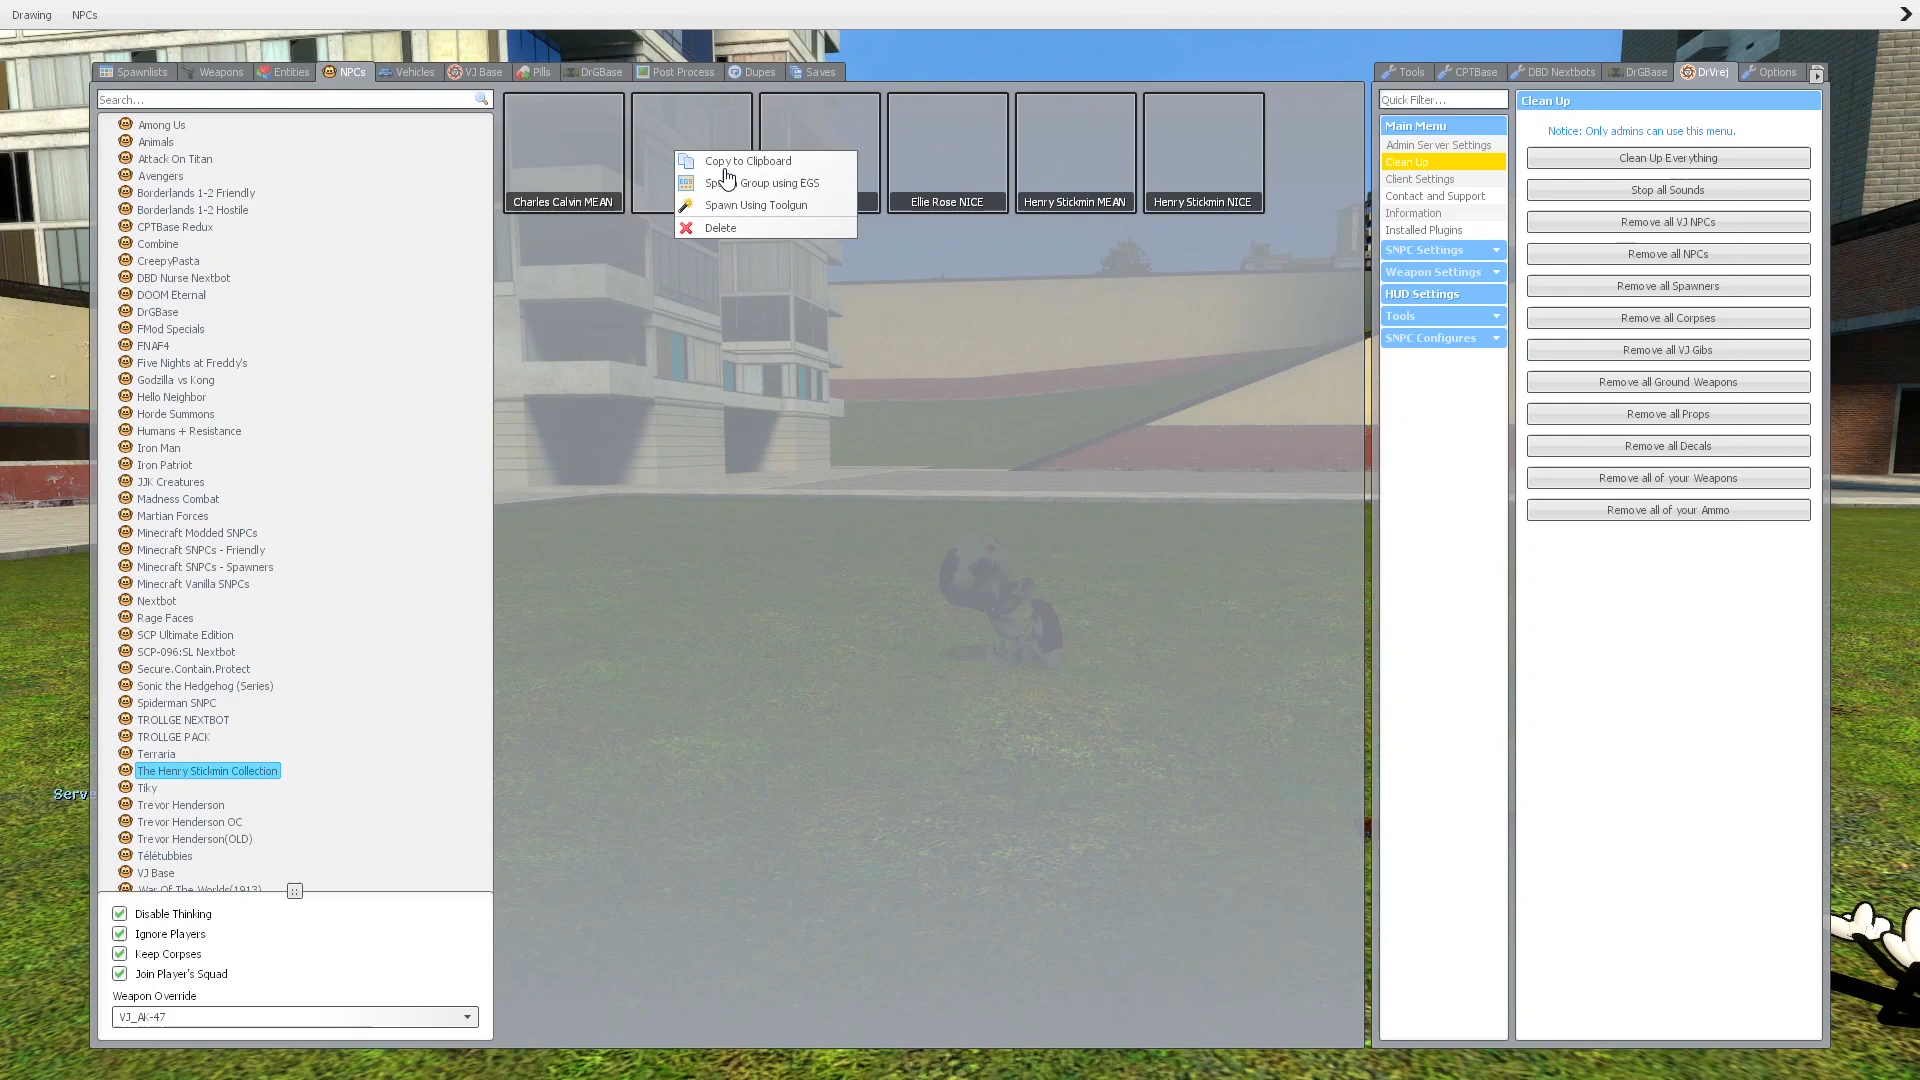 Drawing NPCs
Spawnlists Weapons Entities NPCs Vehicles VJ Base Pills DrGBase Post Process Dupes Saves
Search...
Among Us
Animals
Attack On Titan
Avengers
Borderlands 1-2 Friendly
Borderlands 1-2 Hostile
CPTBase Redux
Combine
CreepyPasta
DBD Nurse Nextbot
DOOM Eternal
DrGBase
FMod Specials
FNAF4
Five Nights at Freddy's
Godzilla vs Kong
Hello Neighbor
Horde Summons
Humans + Resistance
Iron Man
Iron Patriot
JJK Creatures
Madness Combat
Martian Forces
Minecraft Modded SNPCs
Minecraft SNPCs - Friendly
Minecraft SNPCs - Spawners
Minecraft Vanilla SNPCs
Nextbot
Rage Faces
SCP Ultimate Edition
SCP-096:SL Nextbot
Secure.Contain.Protect
Sonic the Hedgehog (Series)
Spiderman SNPC
TROLLGE NEXTBOT
TROLLGE PACK
Terraria
The Henry Stickmin Collection
Tiky
Trevor Henderson
Trevor Henderson OC
Trevor Henderson(OLD)
Télétubbies
VJ Base
War Of The Worlds(1913)
Disable Thinking
Ignore Players
Keep Corpses
Join Player's Squad
Weapon Override
VJ_AK-47
Serve
Charles Calvin MEAN
Ellie Rose NICE
Henry Stickmin MEAN
Henry Stickmin NICE
Copy to Clipboard
Group using EGS
Spawn Using Toolgun
Delete
Tools CPTBase DBD Nextbots DrGBase DrVrej Options
Quick Filter...
Main Menu
Admin Server Settings
Clean Up
Client Settings
Contact and Support
Information
Installed Plugins
SNPC Settings
Weapon Settings
HUD Settings
Tools
SNPC Configures
Clean Up
Notice: Only admins can use this menu.
Clean Up Everything
Stop all Sounds
Remove all VJ NPCs
Remove all NPCs
Remove all Spawners
Remove all Corpses
Remove all VJ Gibs
Remove all Ground Weapons
Remove all Props
Remove all Decals
Remove all of your Weapons
Remove all of your Ammo